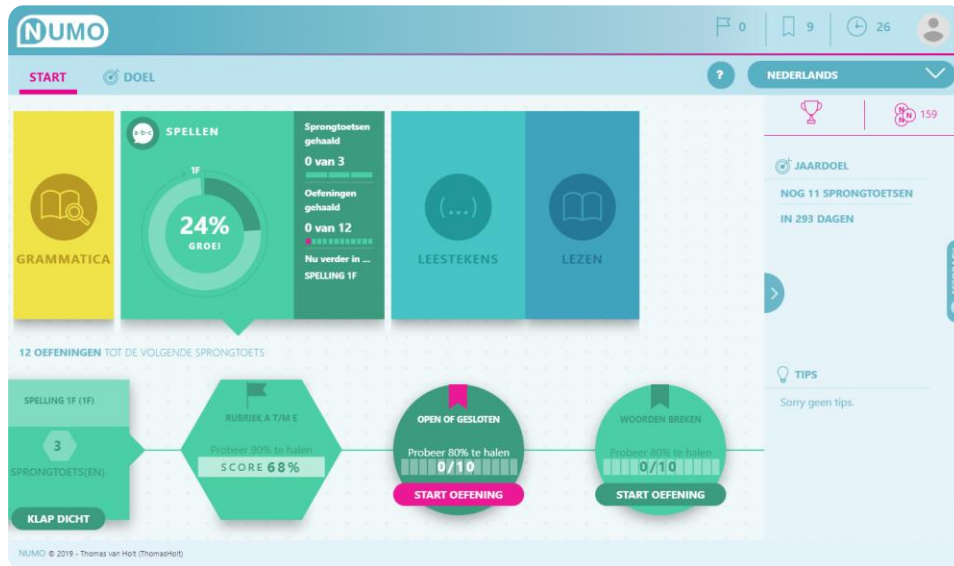 NUMO
0
9
26
START
DOEL
?
NEDERLANDS
GRAMMATICA
a·b·c
SPELLEN
1F
24%
GROEI
Sprongtoetsen
gehaald
0 van 3
Oefeningen
gehaald
0 van 12
Nu verder in ...
SPELLING 1F
(...)
LEESTEKENS
LEZEN
N
N N
159
JAARDOEL
NOG 11 SPRONGTOETSEN
IN 293 DAGEN
12 OEFENINGEN TOT DE VOLGENDE SPRONGTOETS
SPELLING 1F (1F)
3
SPRONGTOETS(EN)
KLAP DICHT
RUBRIEK A T/M E
Probeer 90% te halen
SCORE 68%
OPEN OF GESLOTEN
Probeer 80% te halen
0/10
START OEFENING
WOORDEN BREKEN
Probeer 80% te halen
0/10
START OEFENING
TIPS
Sorry geen tips.
NUMO © 2019 - Thomas van Holt (ThomasHolt)